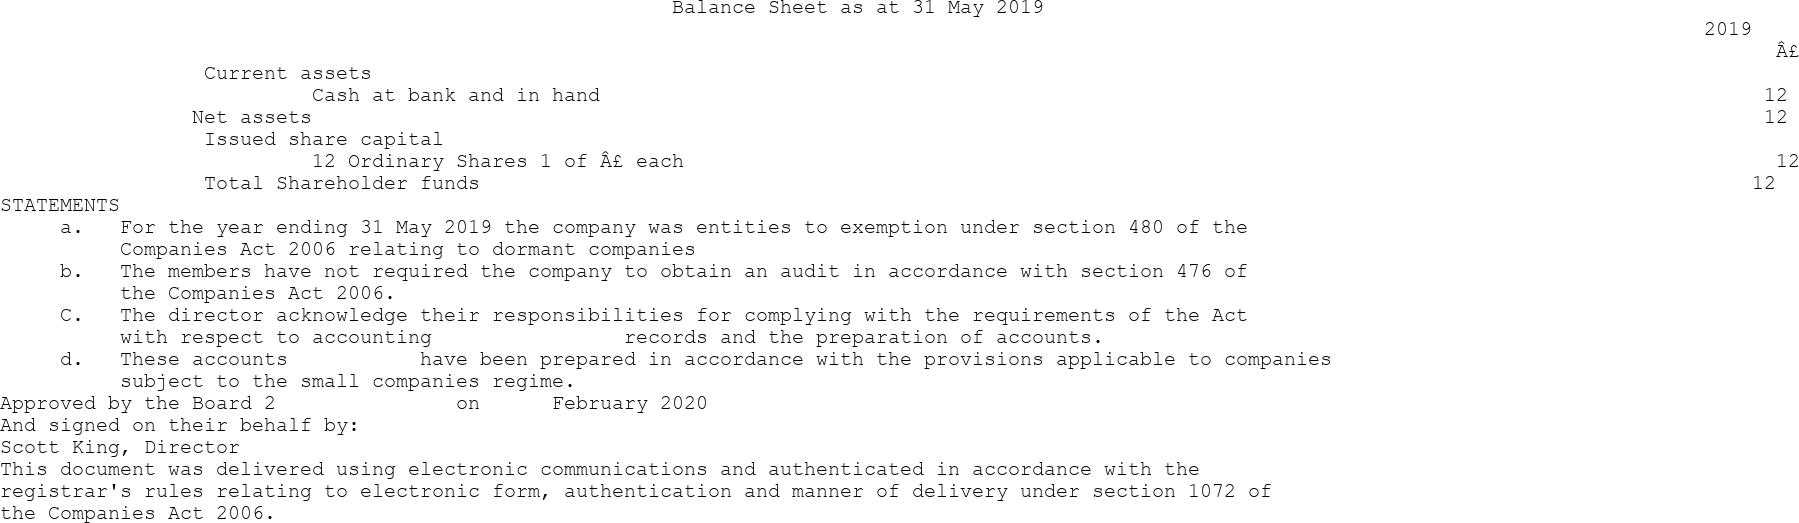 Balance Sheet as at 31 May 2019
2019
Â£
Current assets
Cash at bank and in hand 12
Net assets 12
Issued share capital
12 Ordinary Shares 1 of Â£ each 12
Total Shareholder funds 12
STATEMENTS
a. For the year ending 31 May 2019 the company was entities to exemption under section 480 of the
Companies Act 2006 relating to dormant companies
b. The members have not required the company to obtain an audit in accordance with section 476 of
the Companies Act 2006.
C. The director acknowledge their responsibilities for complying with the requirements of the Act
with respect to accounting records and the preparation of accounts.
d. These accounts have been prepared in accordance with the provisions applicable to companies
subject to the small companies regime.
Approved by the Board 2 on February 2020
And signed on their behalf by:
Scott King, Director
This document was delivered using electronic communications and authenticated in accordance with the
registrar's rules relating to electronic form, authentication and manner of delivery under section 1072 of
the Companies Act 2006.